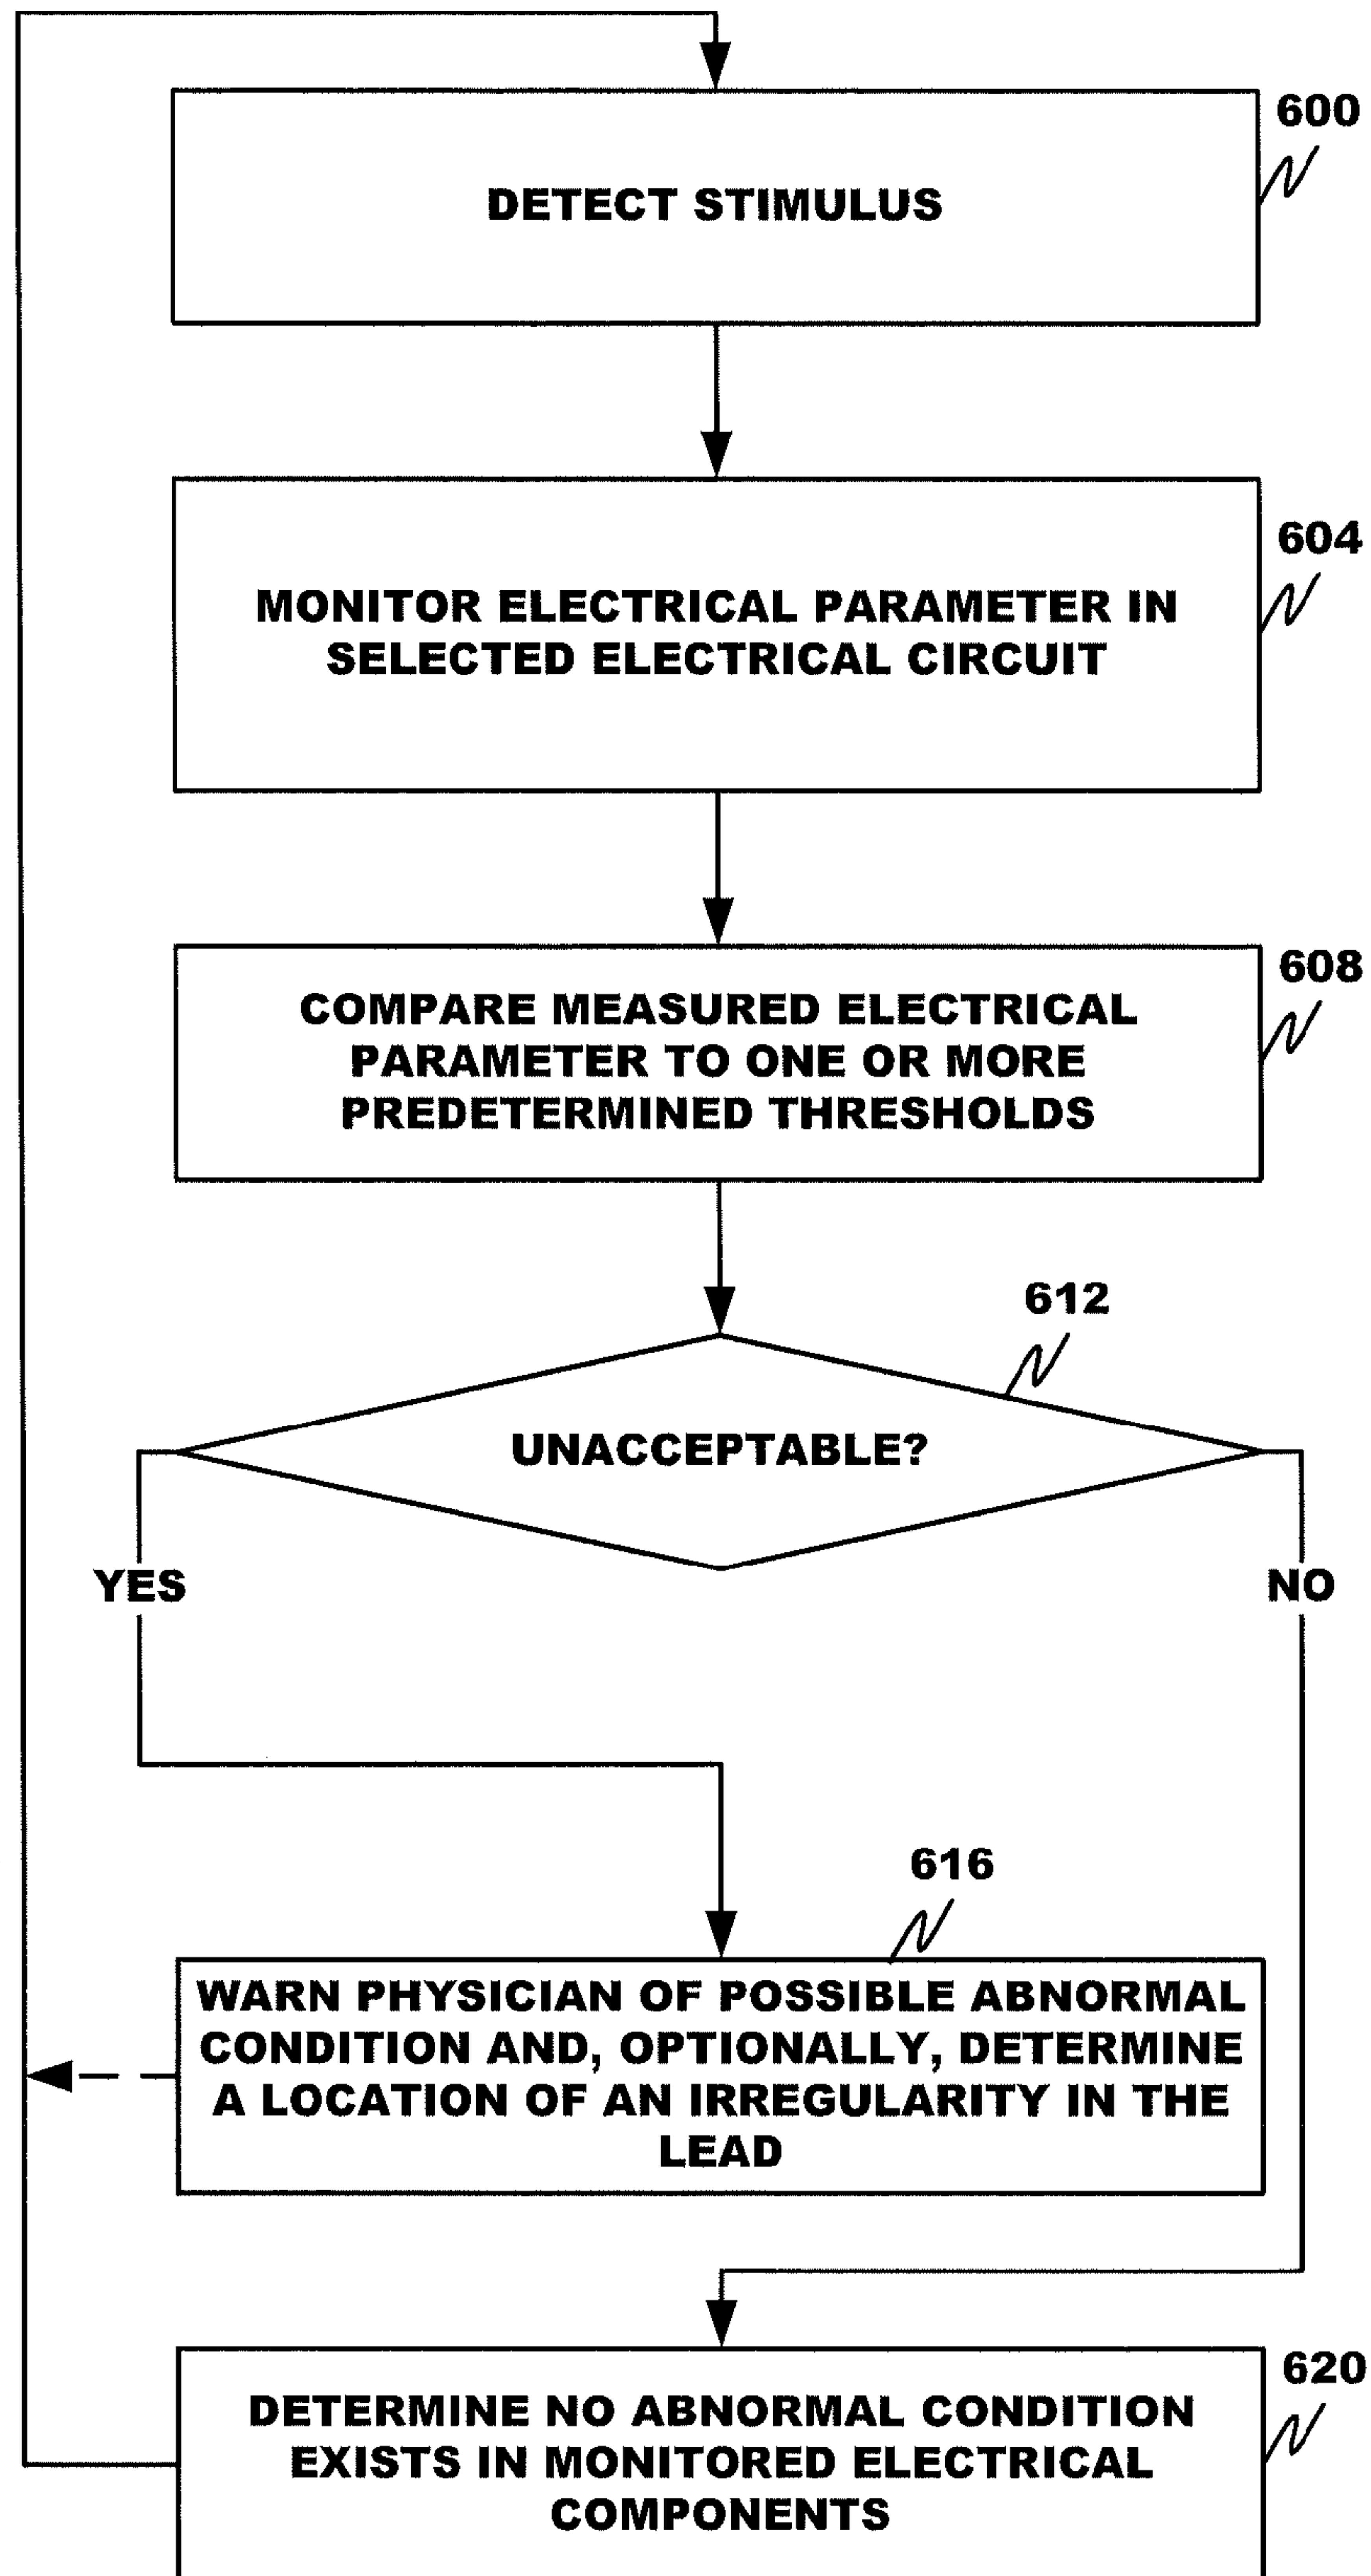 600
DETECT STIMULUS
604
MONITOR ELECTRICAL PARAMETER IN
SELECTED ELECTRICAL CIRCUIT
608
COMPARE MEASURED ELECTRICAL
PARAMETER TO ONE OR MORE
PREDETERMINED THRESHOLDS
612
UNACCEPTABLE?
YES
NO
616
WARN PHYSICIAN OF POSSIBLE ABNORMAL
CONDITION AND, OPTIONALLY, DETERMINE
A LOCATION OF AN IRREGULARITY IN THE
LEAD
620
DETERMINE NO ABNORMAL CONDITION
EXISTS IN MONITORED ELECTRICAL
COMPONENTS